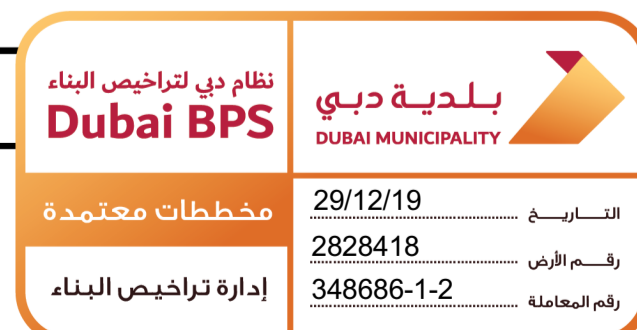 نظام دبي لتراخيص البناء
Dubai BPS
بلدية دبي
DUBAI MUNICIPALITY
مخططات معتمدة
إدارة تراخيص البناء
التاريخ 29/12/19
رقم الأرض 2828418
رقم المعاملة 348686-1-2